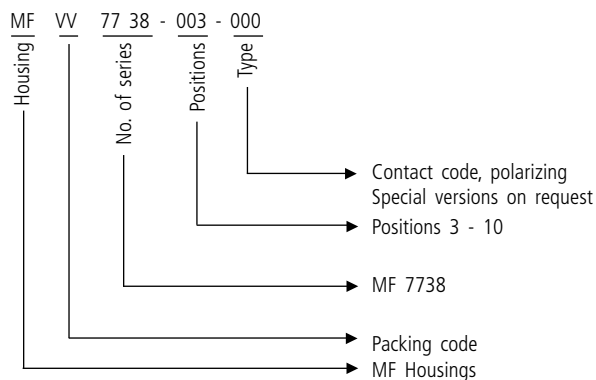 MF VV 77 38 - 003 - 000
Housing
No. of series
Positions
Type
Contact code, polarizing
Special versions on request
Positions 3 - 10
MF 7738
Packing code
MF Housings